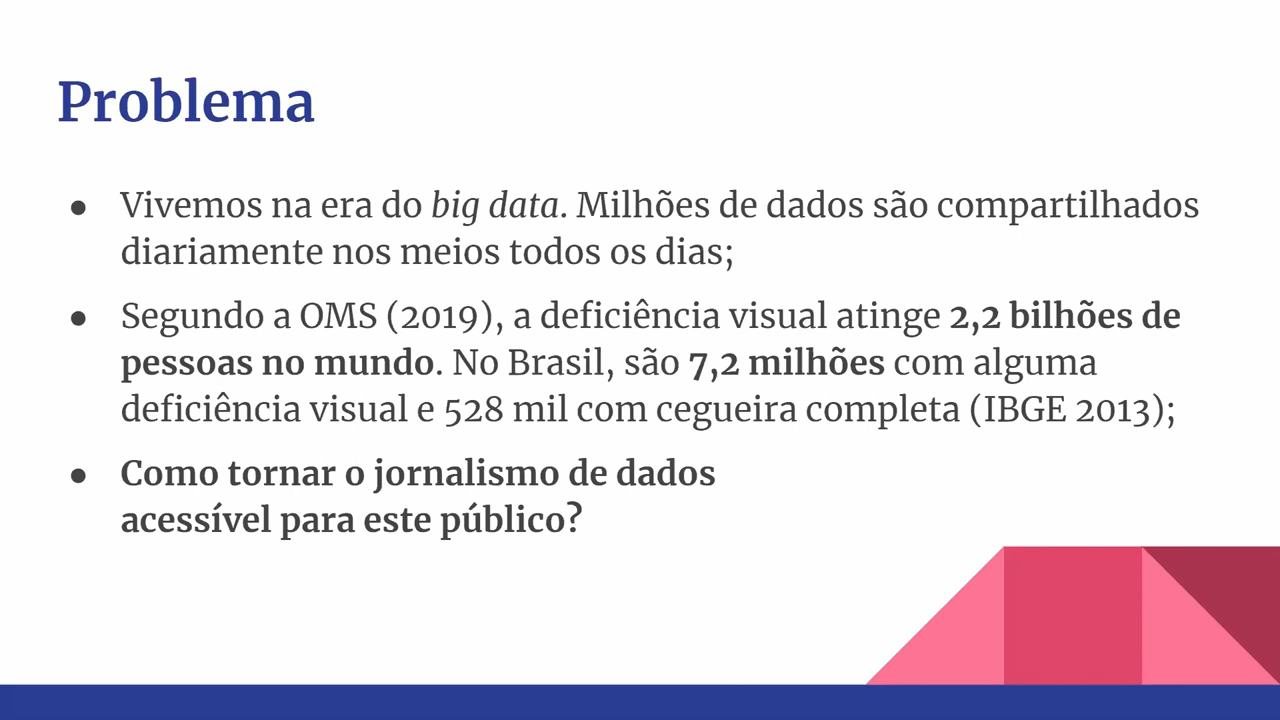 Problema
● Vivemos na era do big data. Milhões de dados são compartilhados
diariamente nos meios todos os dias;
● Segundo a OMS (2019), a deficiência visual atinge 2,2 bilhões de
pessoas no mundo. No Brasil, são 7,2 milhões com alguma
deficiência visual e 528 mil com cegueira completa (IBGE 2013);
● Como tornar o jornalismo de dados
acessível para este público?